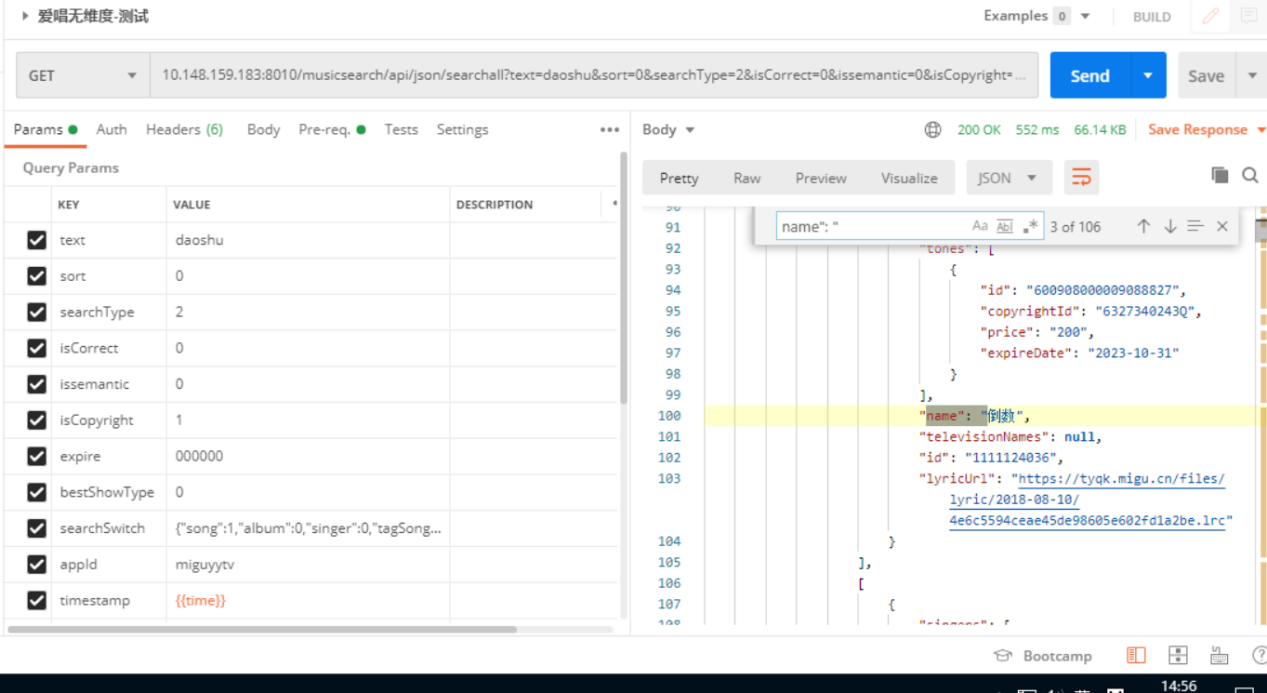 爱唱无维度-测试
Examples 0
BUILD
GET
10.148.159.183:8010/musicsearch/api/json/searchall?text=daoshu&sort=0&searchType=2&isCorrect=0&issemantic=0&isCopyright= ...
Send
Save
Params
Auth
Headers (6)
Body
Pre-req.
Tests
Settings
Body
200 OK 552 ms 66.14 KB
Save Response
Query Params
Pretty
Raw
Preview
Visualize
JSON
KEY VALUE DESCRIPTION
text daoshu
sort 0
searchType 2
isCorrect 0
issemantic 0
isCopyright 1
expire 000000
bestShowType 0
searchSwitch {"song":1,"album":0,"singer":0,"tagSong...
appId miguyytv
timestamp {{time}}
name": "
Aa Abl .*
3 of 106
90
91
92 "tones": [
93 {
94 "id": "600908000009088827",
95 "copyrightId": "6327340243Q",
96 "price": "200",
97 "expireDate": "2023-10-31"
98 }
99 ],
100 "name": "倒数",
101 "televisionNames": null,
102 "id": "1111124036",
103 "lyricUrl": "https://tyqk.migu.cn/files/
lyric/2018-08-10/
4e6c5594ceae45de98605e602fd1a2be.lrc"
104 }
105 ],
106 [
107 {
108 "singers": [
Bootcamp
14:56